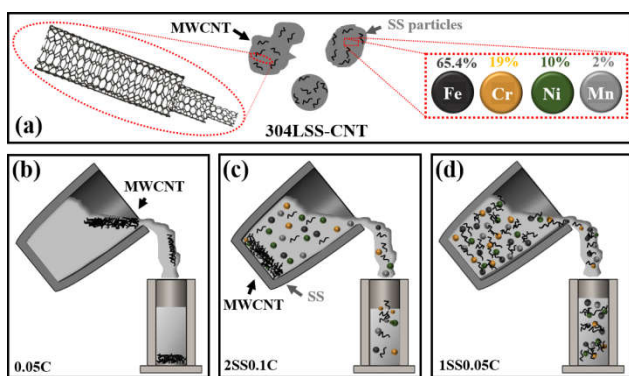 MWCNT
SS particles
65.4% 19% 10% 2%
Fe Cr Ni Mn
(a)
304LSS-CNT
(b)
MWCNT
0.05C
(c)
MWCNT
SS
2SS0.1C
(d)
1SS0.05C